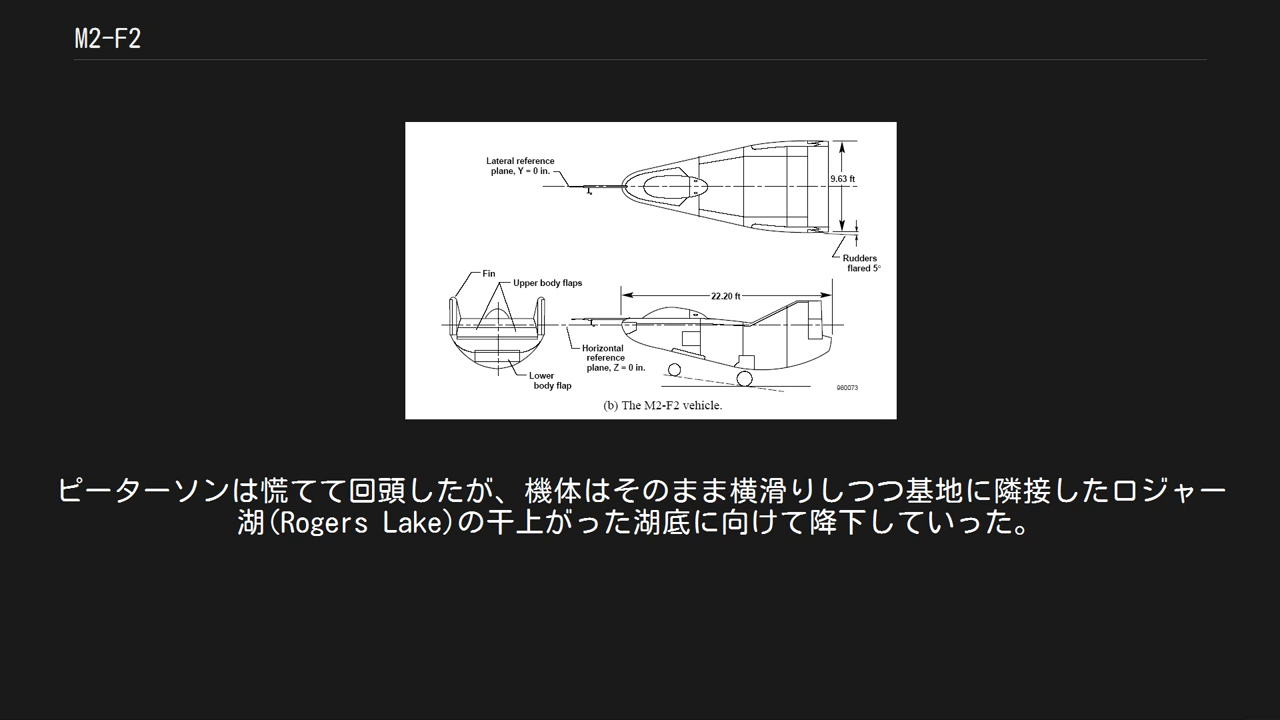 M2-F2
Lateral reference
plane, Y = 0 in.
9.63 ft
Rudders
flared 5°
Fin
Upper body flaps
22.20 ft
Horizontal
reference
plane, Z = 0 in.
Lower
body flap
980073
(b) The M2-F2 vehicle.
ピーターソンは慌てて回頭したが、機体はそのまま横滑りしつつ基地に隣接したロジャー
湖(Rogers Lake)の干上がった湖底に向けて降下していった。